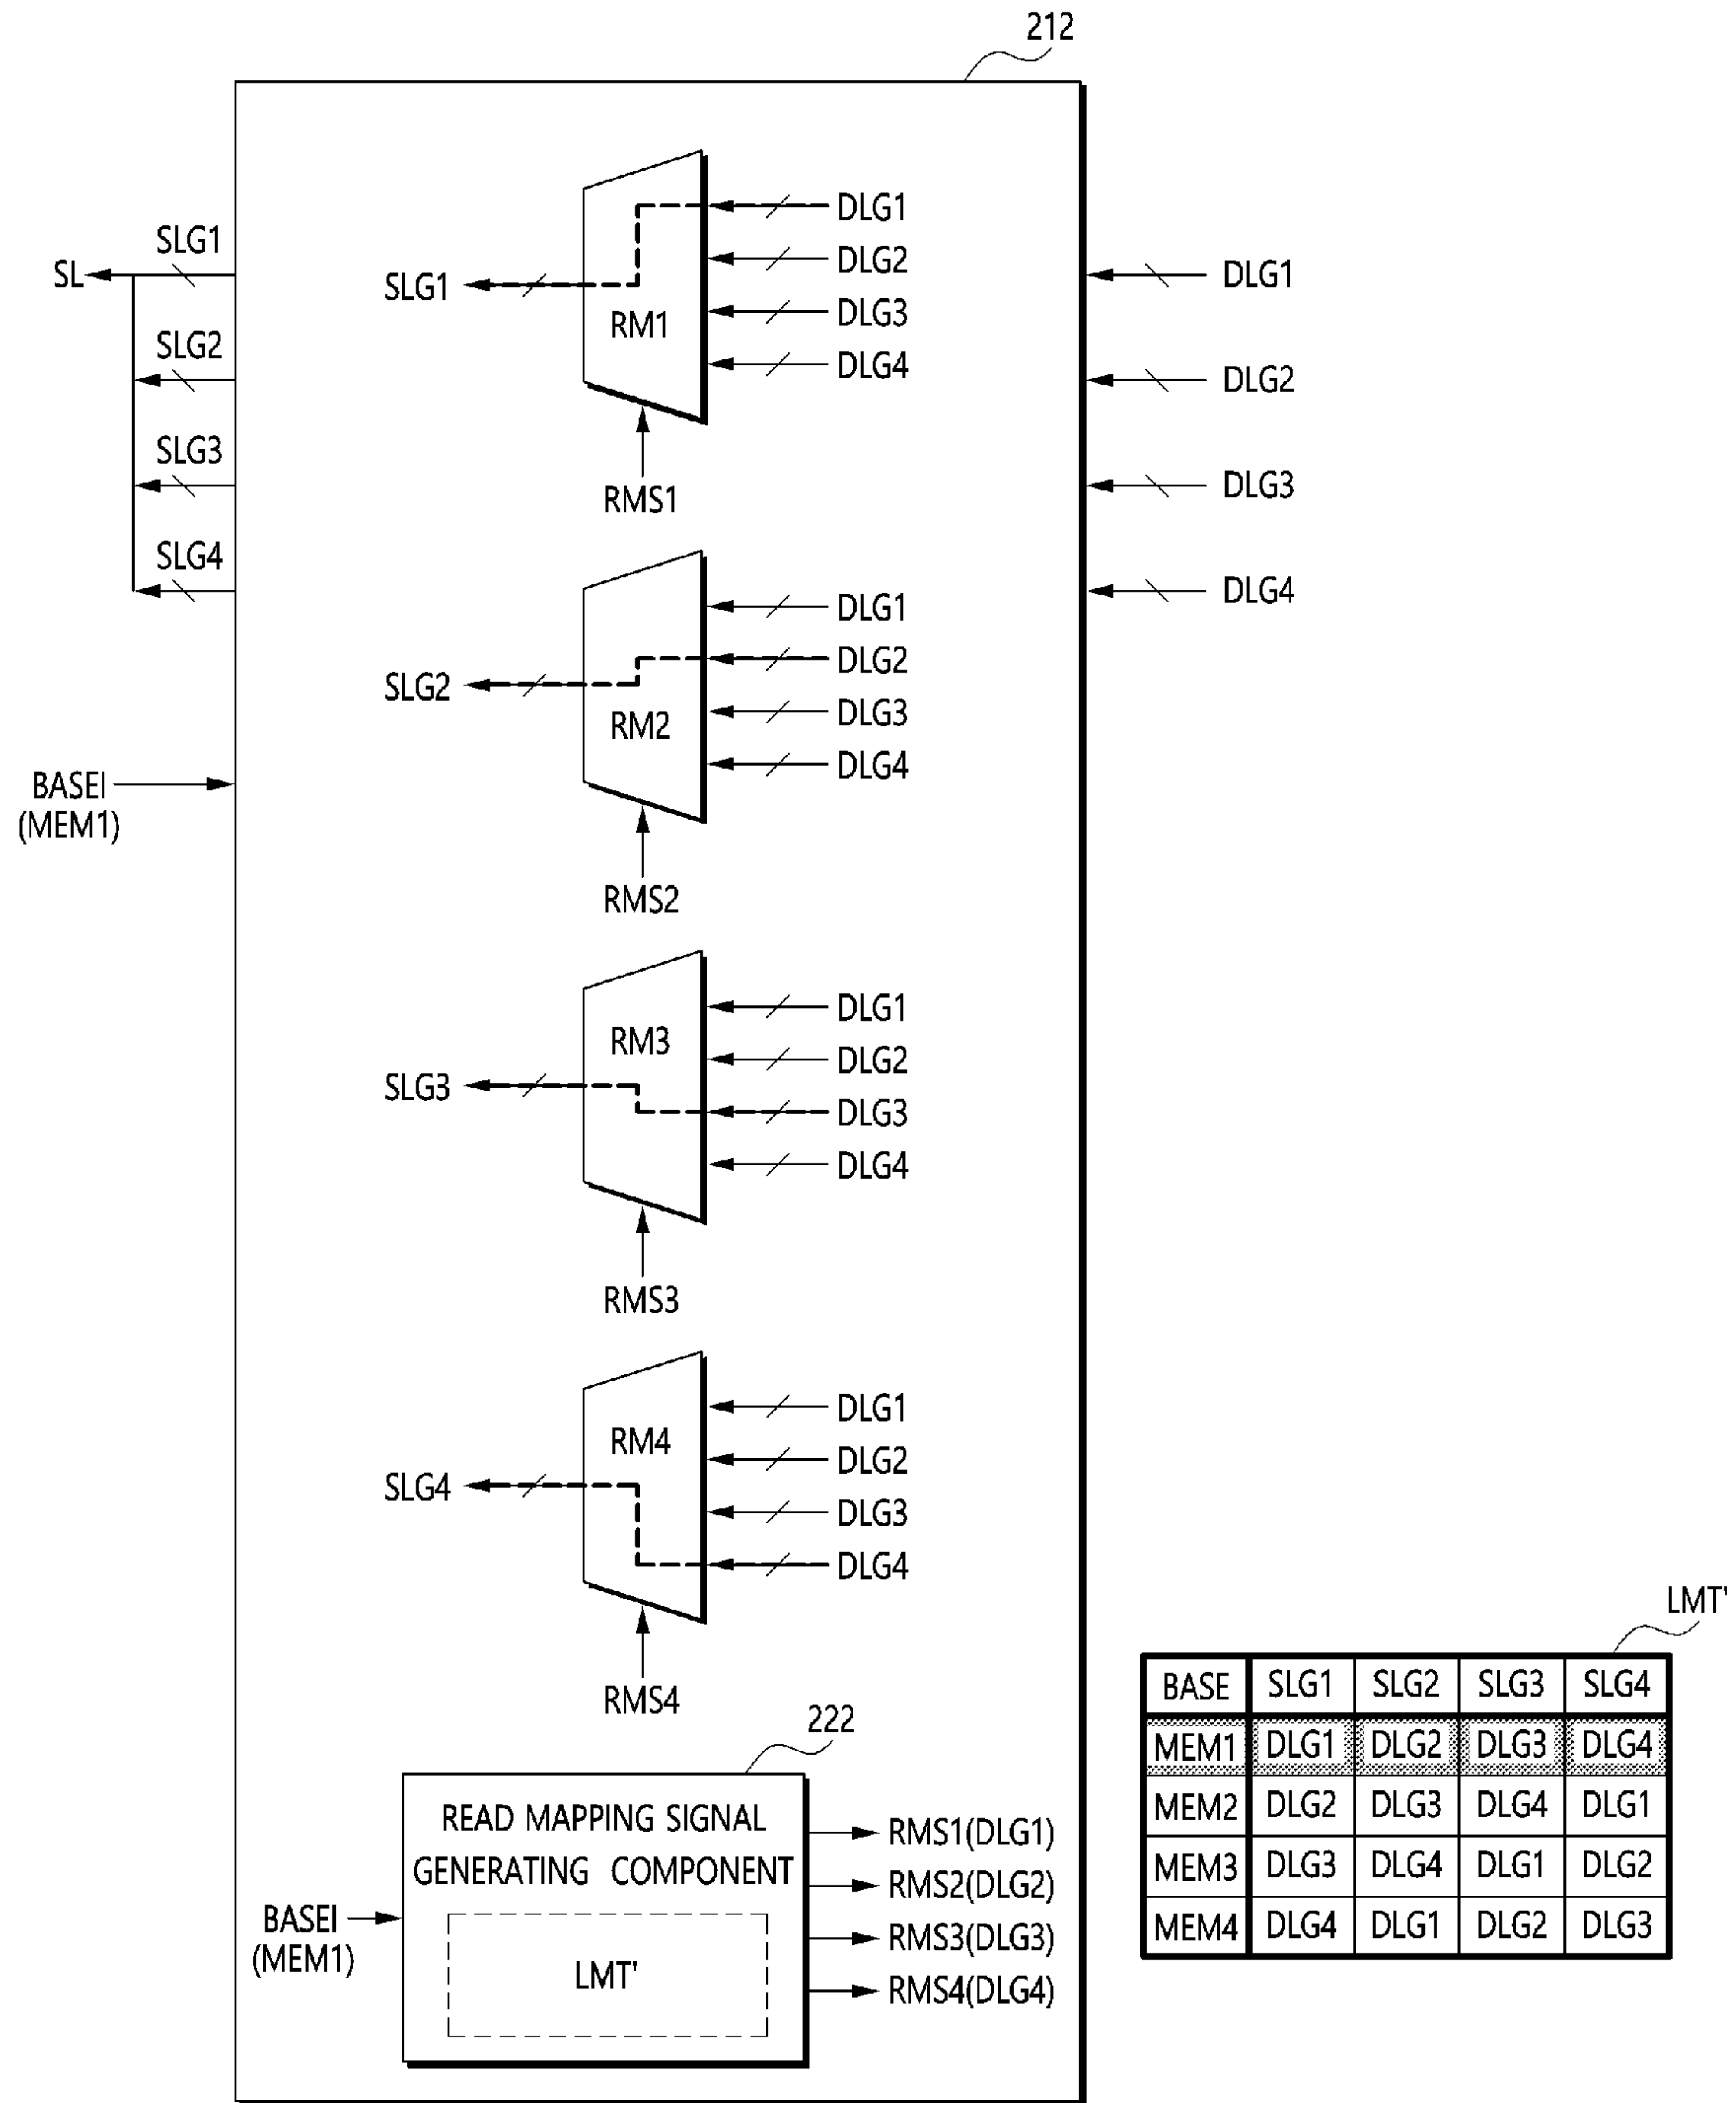 212
SLG1
SL
SLG2
SLG3
SLG4
BASEI
(MEM1)
SLG1
RM1
DLG1
DLG2
DLG3
DLG4
RMS1
SLG2
RM2
DLG1
DLG2
DLG3
DLG4
RMS2
SLG3
RM3
DLG1
DLG2
DLG3
DLG4
RMS3
SLG4
RM4
DLG1
DLG2
DLG3
DLG4
RMS4
DLG1
DLG2
DLG3
DLG4
222
READ MAPPING SIGNAL
GENERATING COMPONENT
LMT'
BASEI
(MEM1)
RMS1(DLG1)
RMS2(DLG2)
RMS3(DLG3)
RMS4(DLG4)
LMT'
BASE SLG1 SLG2 SLG3 SLG4
MEM1 DLG1 DLG2 DLG3 DLG4
MEM2 DLG2 DLG3 DLG4 DLG1
MEM3 DLG3 DLG4 DLG1 DLG2
MEM4 DLG4 DLG1 DLG2 DLG3